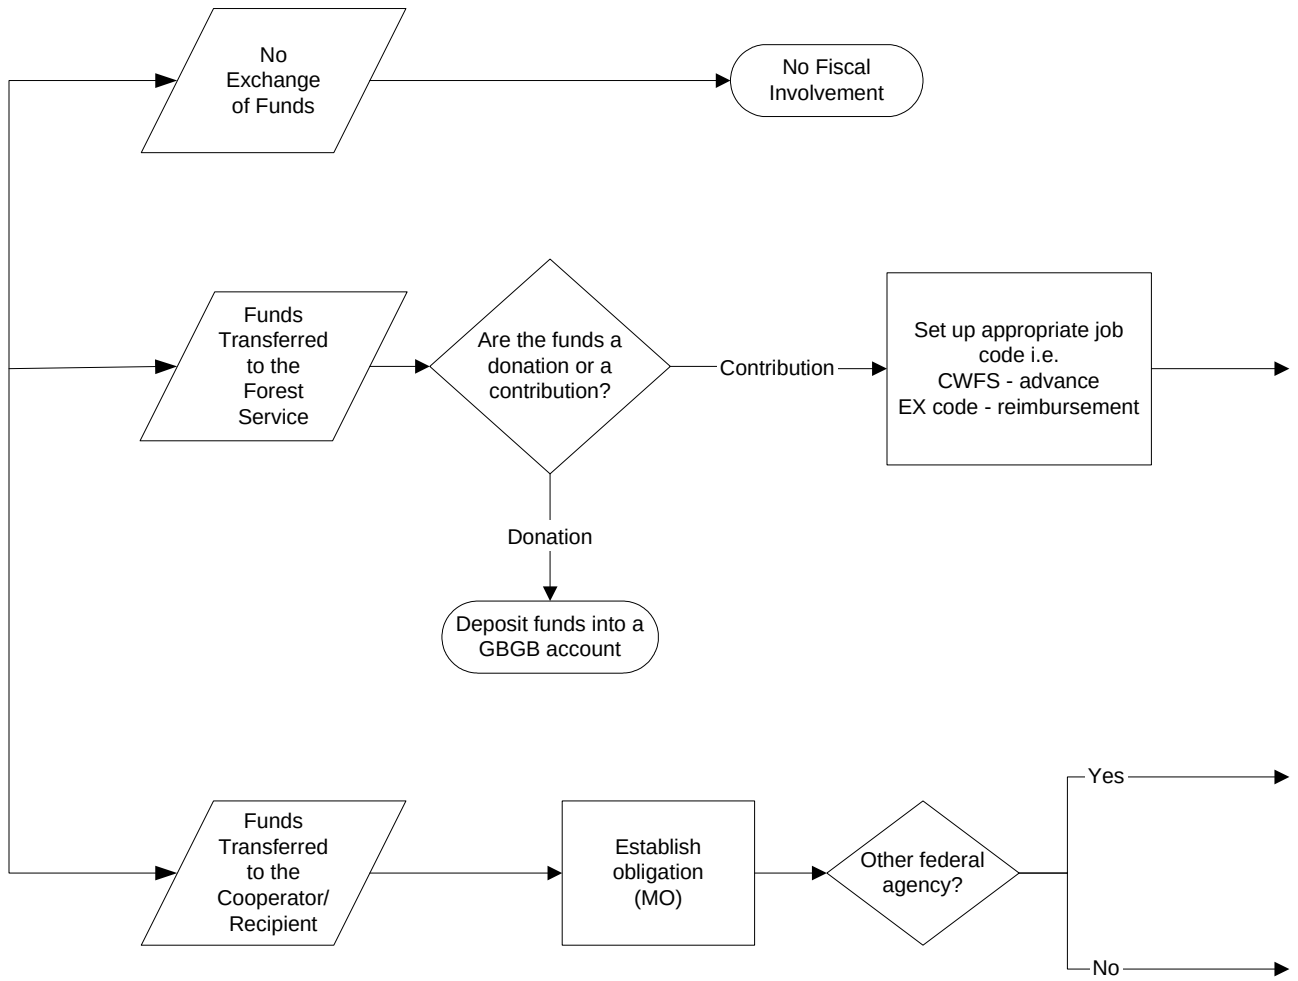 No
Exchange
of Funds
No Fiscal
Involvement
Funds
Transferred
to the
Forest
Service
Are the funds a
donation or a
contribution?
Contribution
Set up appropriate job
code i.e.
CWFS - advance
EX code - reimbursement
Donation
Deposit funds into a
GBGB account
Funds
Transferred
to the
Cooperator/
Recipient
Establish
obligation
(MO)
Other federal
agency?
Yes
No